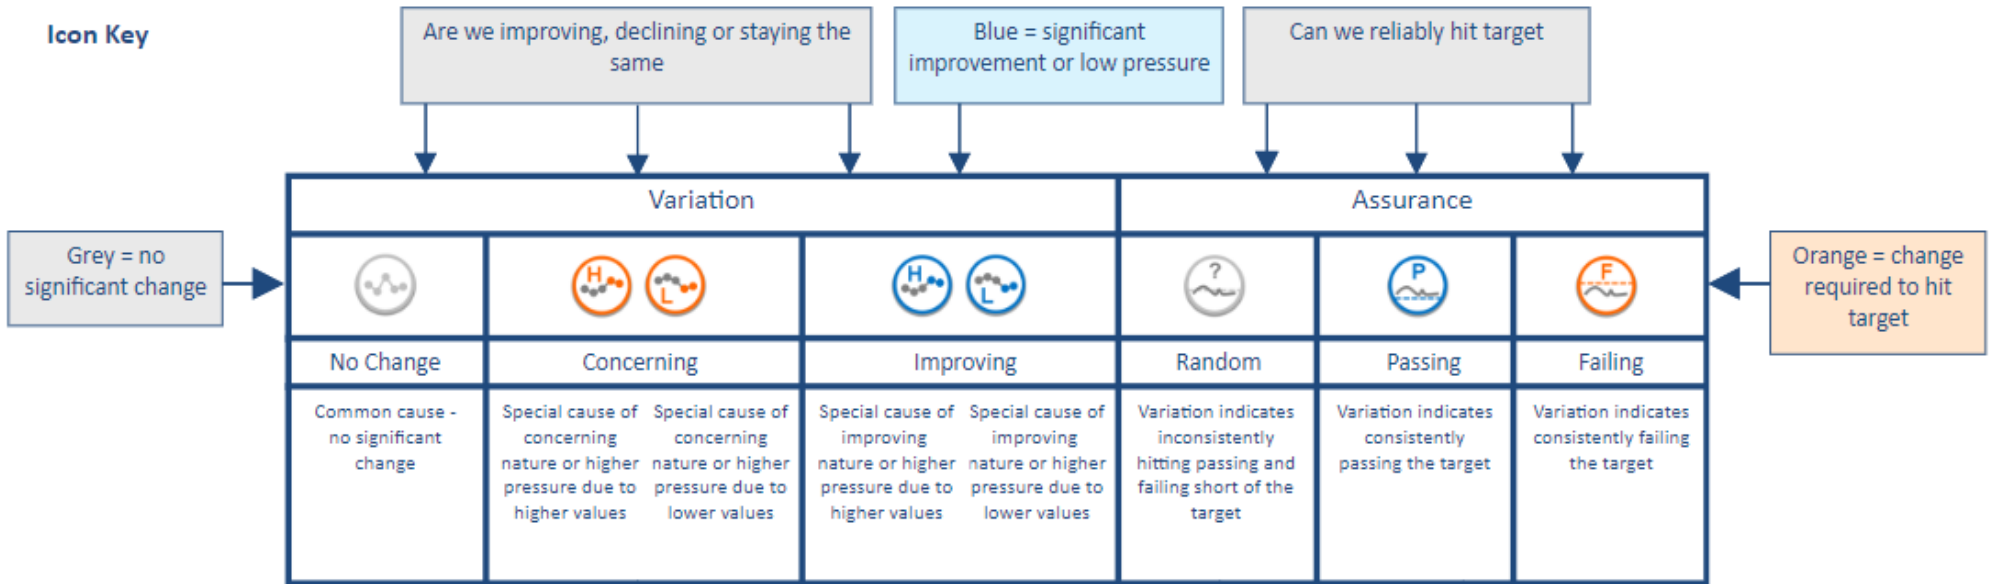 Icon Key
Are we improving, declining or staying the
same
Blue = significant
improvement or low pressure
Can we reliably hit target
Grey = no
significant change
Orange = change
required to hit
target
Variation
Assurance
H
L
H
L
?
P
F
No Change
Concerning
Improving
Random
Passing
Failing
Common cause -
no significant
change
Special cause of
concerning
nature or higher
pressure due to
higher values
Special cause of
concerning
nature or higher
pressure due to
lower values
Special cause of
improving
nature or higher
pressure due to
higher values
Special cause of
improving
nature or higher
pressure due to
lower values
Variation indicates
inconsistently
hitting passing and
failing short of the
target
Variation indicates
consistently
passing the target
Variation indicates
consistently failing
the target